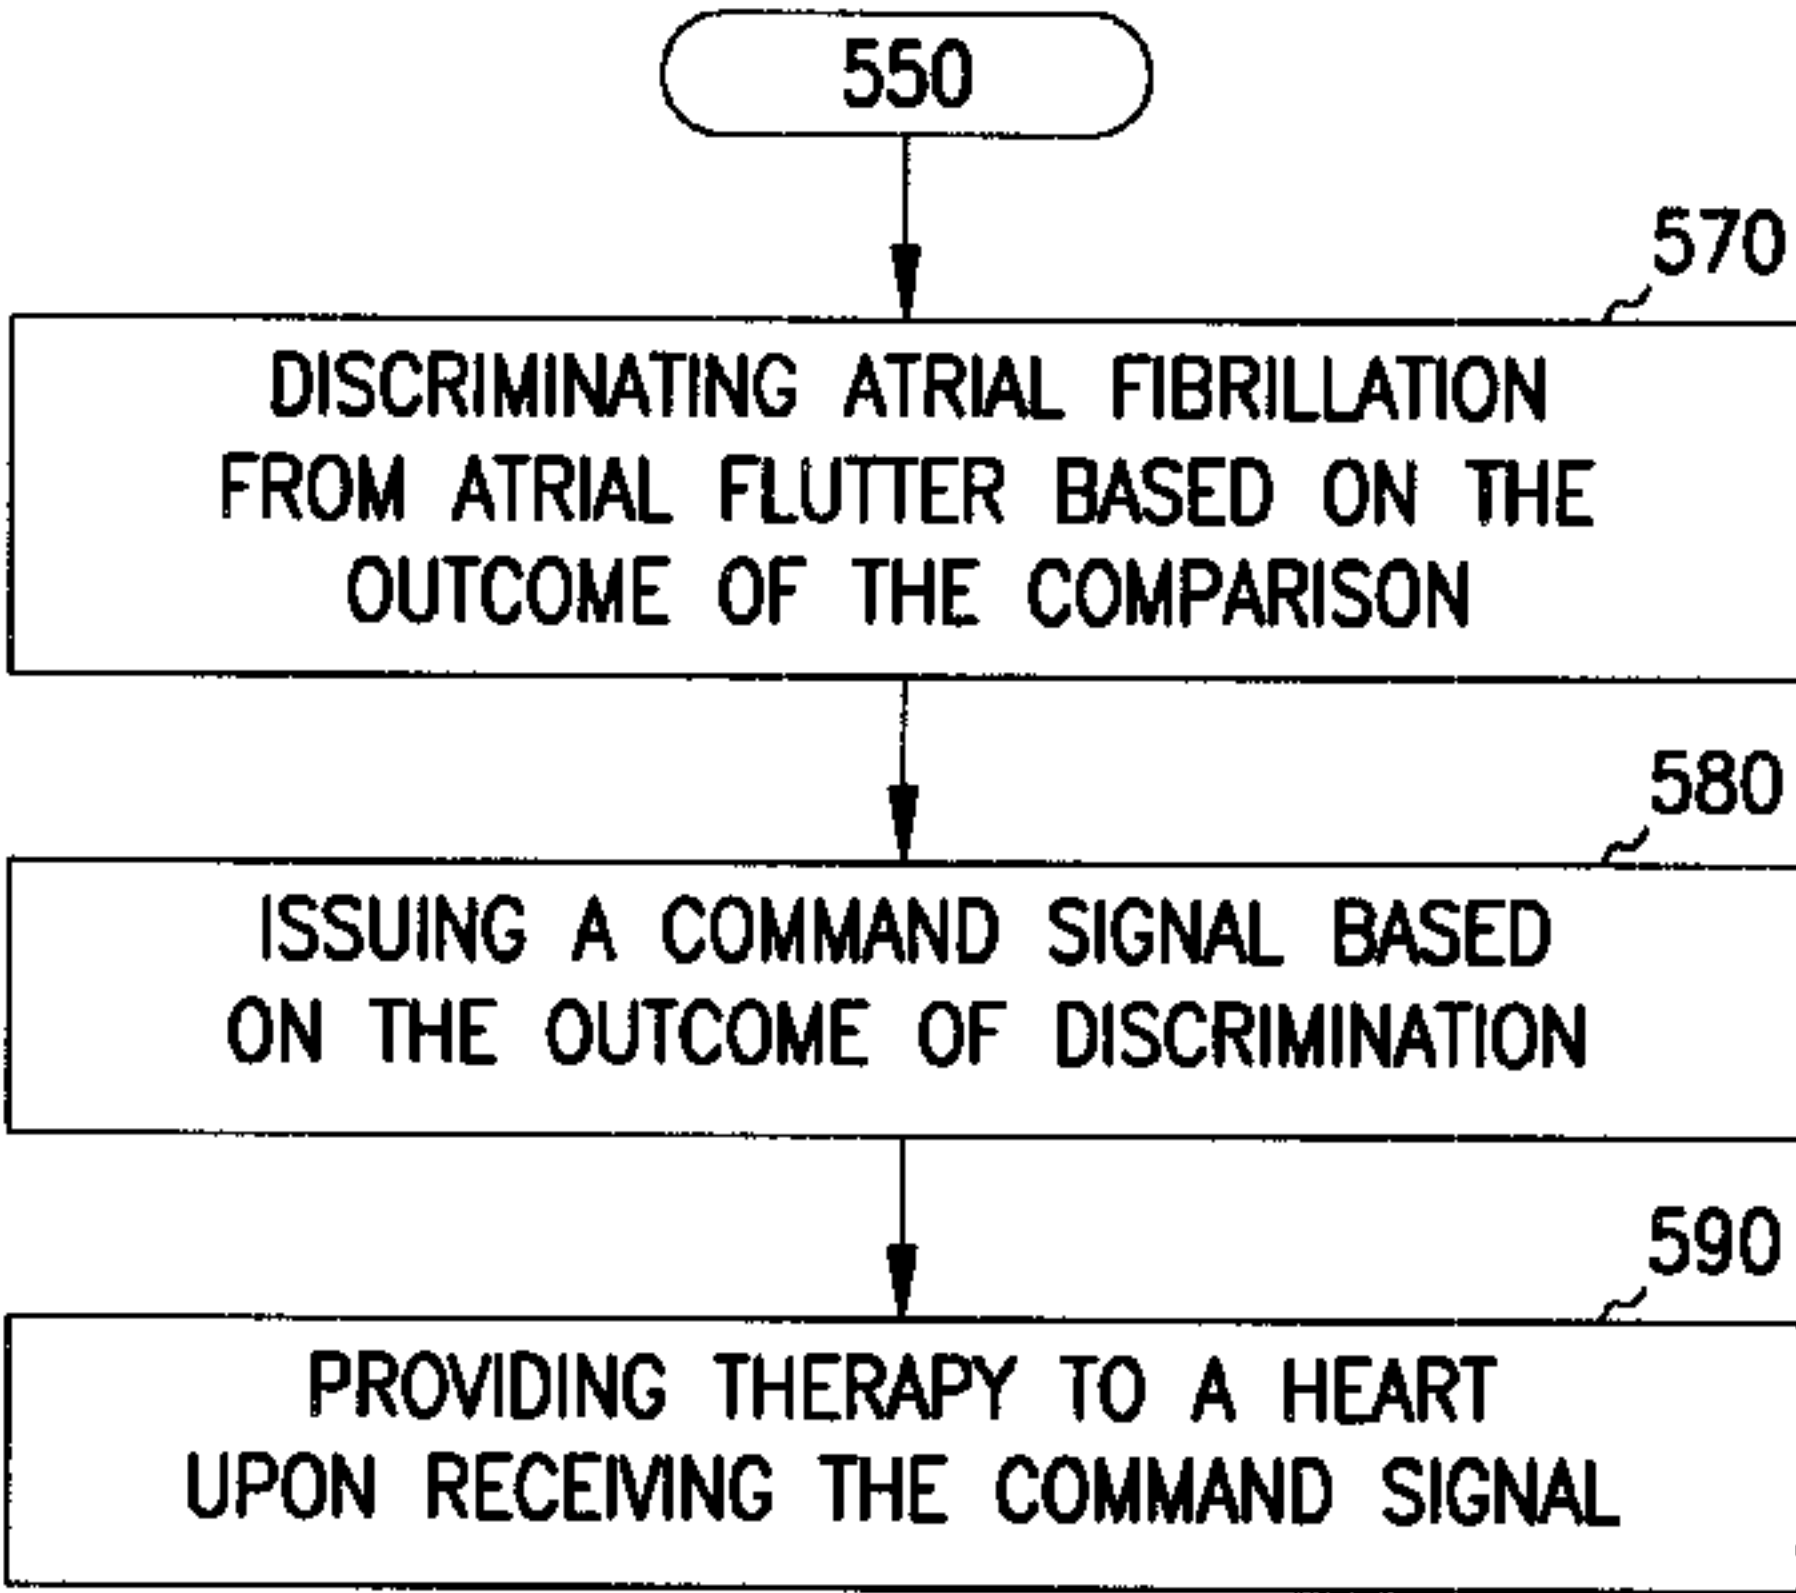 550
570
DISCRIMINATING ATRIAL FIBRILLATION
FROM ATRIAL FLUTTER BASED ON THE
OUTCOME OF THE COMPARISON
580
ISSUING A COMMAND SIGNAL BASED
ON THE OUTCOME OF DISCRIMINATION
590
PROVIDING THERAPY TO A HEART
UPON RECEIVING THE COMMAND SIGNAL